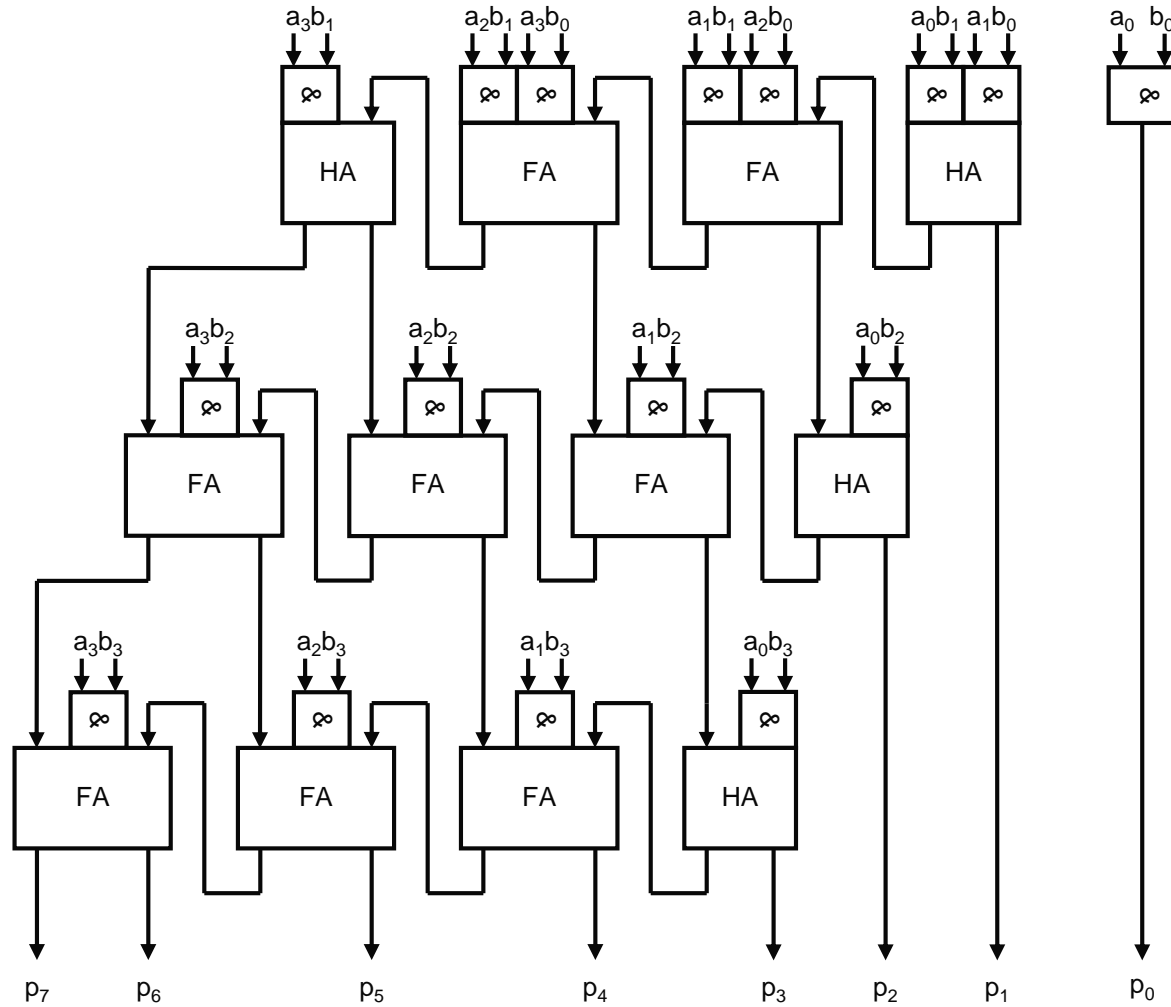 a₃b₁ a₂b₁ a₃b₀ a₁b₁ a₂b₀ a₀b₁ a₁b₀ a₀ b₀
& & & & & & & &
HA FA FA HA
a₃b₂ a₂b₂ a₁b₂ a₀b₂
& & & &
FA FA FA HA
a₃b₃ a₂b₃ a₁b₃ a₀b₃
& & & &
FA FA FA HA
p₇ p₆ p₅ p₄ p₃ p₂ p₁ p₀